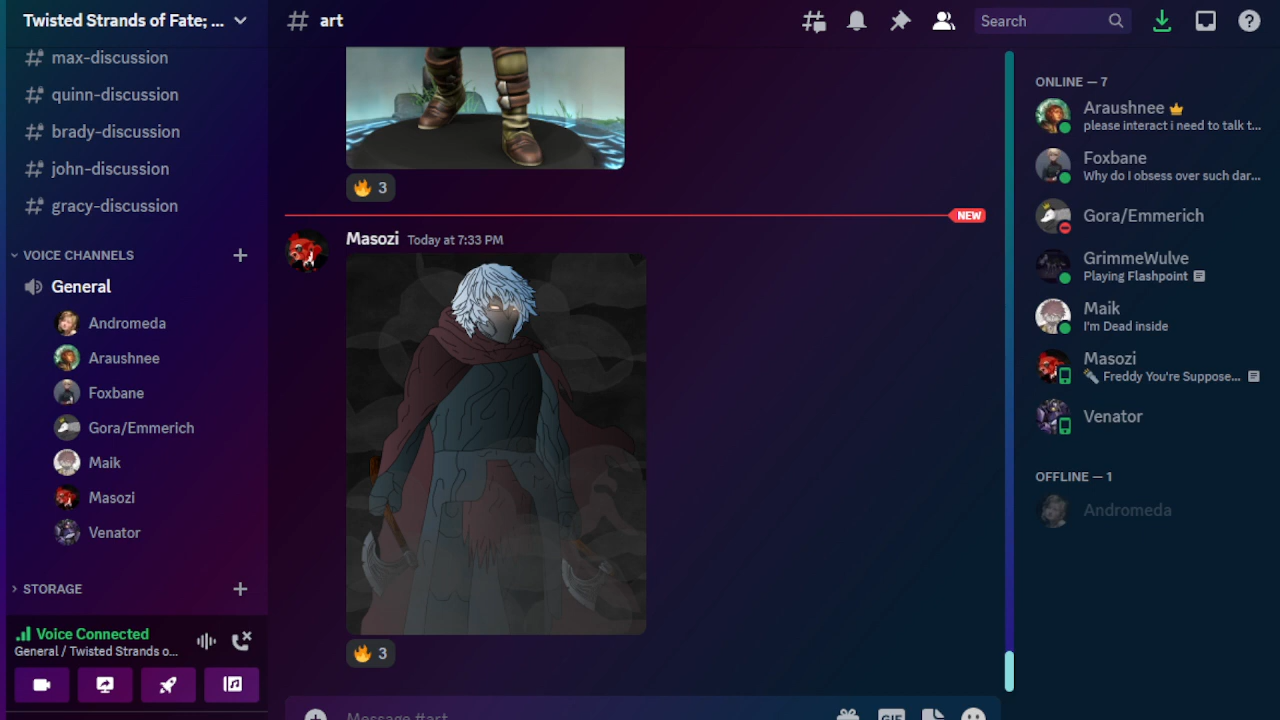 Twisted Strands of Fate; ...
max-discussion
quinn-discussion
brady-discussion
john-discussion
gracy-discussion
VOICE CHANNELS
General
Andromeda
Araushnee
Foxbane
Gora/Emmerich
Maik
Masozi
Venator
STORAGE
Voice Connected
General / Twisted Strands o...
art
Search
3
NEW
Masozi Today at 7:33 PM
3
Message #art
GIF
ONLINE — 7
Araushnee
please interact i need to talk t...
Foxbane
Why do I obsess over such dar...
Gora/Emmerich
GrimmeWulve
Playing Flashpoint
Maik
I'm Dead inside
Masozi
Freddy You're Suppose...
Venator
OFFLINE — 1
Andromeda